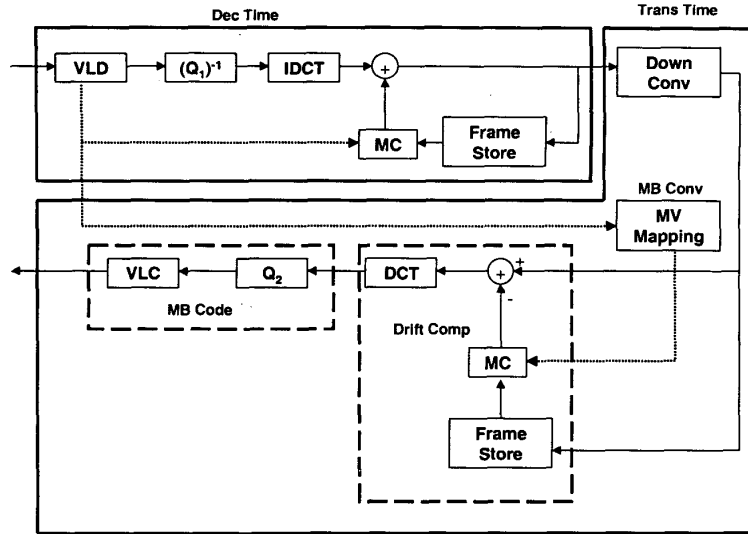 Dec Time
Trans Time
VLD
(Q₁)⁻¹
IDCT
+
Down
Conv
MC
Frame
Store
MB Conv
MV
Mapping
VLC
Q₂
DCT
+
+
-
MB Code
Drift Comp
MC
Frame
Store